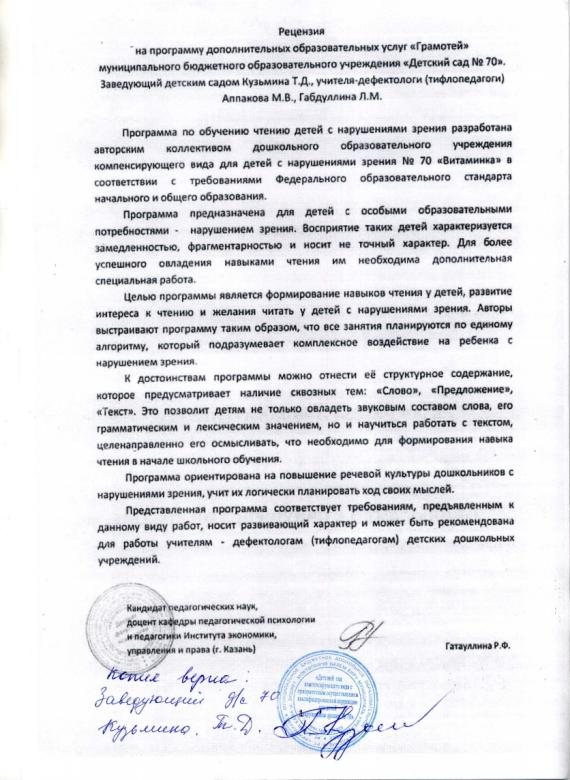 Рецензия
на программу дополнительных образовательных услуг «Грамотей»
муниципального бюджетного образовательного учреждения «Детский сад № 70».
Заведующий детским садом Кузьмина Т.Д., учителя-дефектологи (тифлопедагоги)
Аппакова М.В., Габдуллина Л.М.
Программа по обучению чтению детей с нарушениями зрения разработана
авторским коллективом дошкольного образовательного учреждения
компенсирующего вида для детей с нарушениями зрения № 70 «Витаминка» в
соответствии с требованиями Федерального образовательного стандарта
начального и общего образования.
Программа предназначена для детей с особыми образовательными
потребностями - нарушением зрения. Восприятие таких детей характеризуется
замедленностью, фрагментарностью и носит не точный характер. Для более
успешного овладения навыками чтения им необходима дополнительная
специальная работа.
Целью программы является формирование навыков чтения у детей, развитие
интереса к чтению и желания читать у детей с нарушениями зрения. Авторы
выстраивают программу таким образом, что все занятия планируются по единому
алгоритму, который подразумевает комплексное воздействие на ребенка с
нарушением зрения.
К достоинствам программы можно отнести её структурное содержание,
которое предусматривает наличие сквозных тем: «Слово», «Предложение»,
«Текст». Это позволит детям не только овладеть звуковым составом слова, его
грамматическим и лексическим значением, но и научиться работать с текстом,
целенаправленно его осмысливать, что необходимо для формирования навыка
чтения в начале школьного обучения.
Программа ориентирована на повышение речевой культуры дошкольников с
нарушениями зрения, учит их логически планировать ход своих мыслей.
Представленная программа соответствует требованиям, предъявленным к
данному виду работ, носит развивающий характер и может быть рекомендована
для работы учителям - дефектологам (тифлопедагогам) детских дошкольных
учреждений.
Кандидат педагогических наук,
доцент кафедры педагогической психологии
и педагогики Института экономики,
управления и права (г. Казань)
Гатауллина Р.Ф.
Копия верна:
Заведующий д/с 70
Кузьмина. Т.Д.
«Детский сад